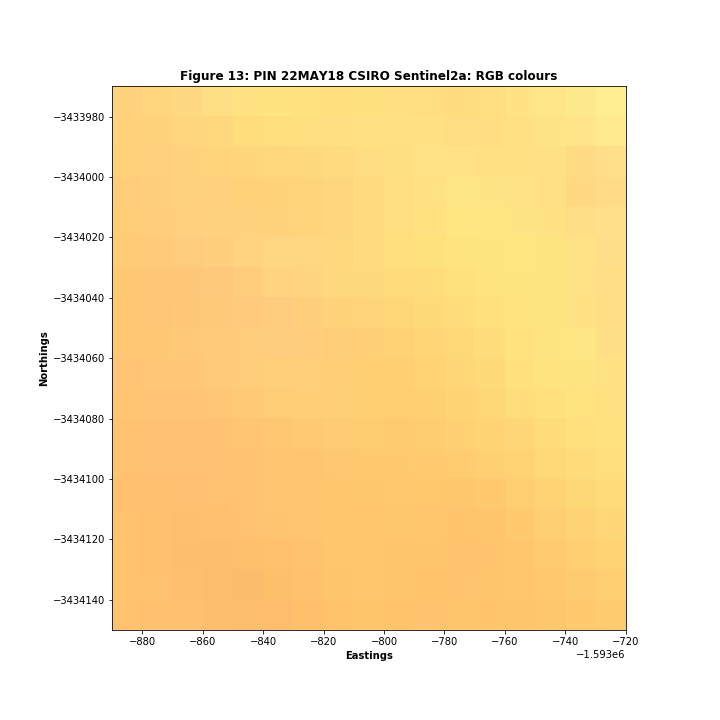 Figure 13: PIN 22MAY18 CSIRO Sentinel2a: RGB colours
−3433980
−3434000
−3434020
−3434040
−3434060
−3434080
−3434100
−3434120
−3434140
Northings
−880 −860 −840 −820 −800 −780 −760 −740 −720
Eastings
−1.593e6